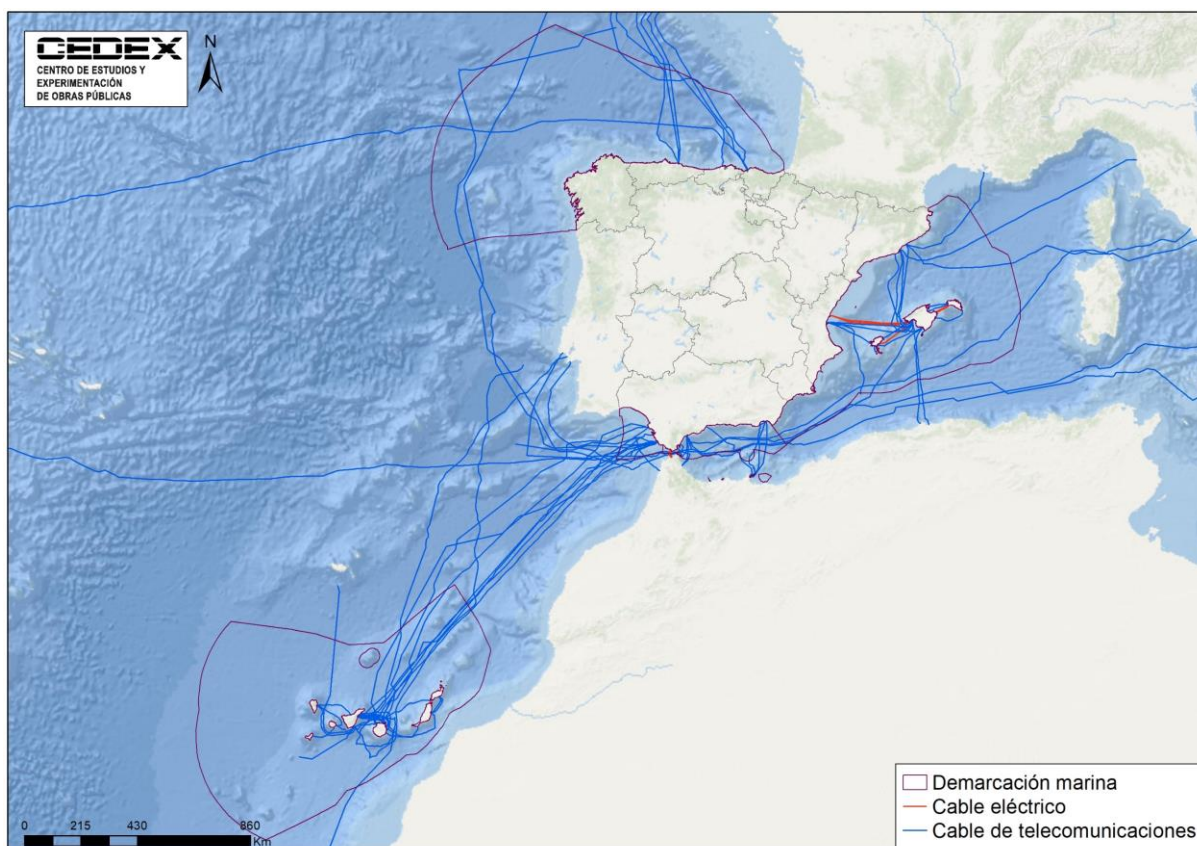 CEDEX
CENTRO DE ESTUDIOS Y
EXPERIMENTACIÓN
DE OBRAS PÚBLICAS
N
Demarcación marina
Cable eléctrico
Cable de telecomunicaciones
0 215 430 860
Km